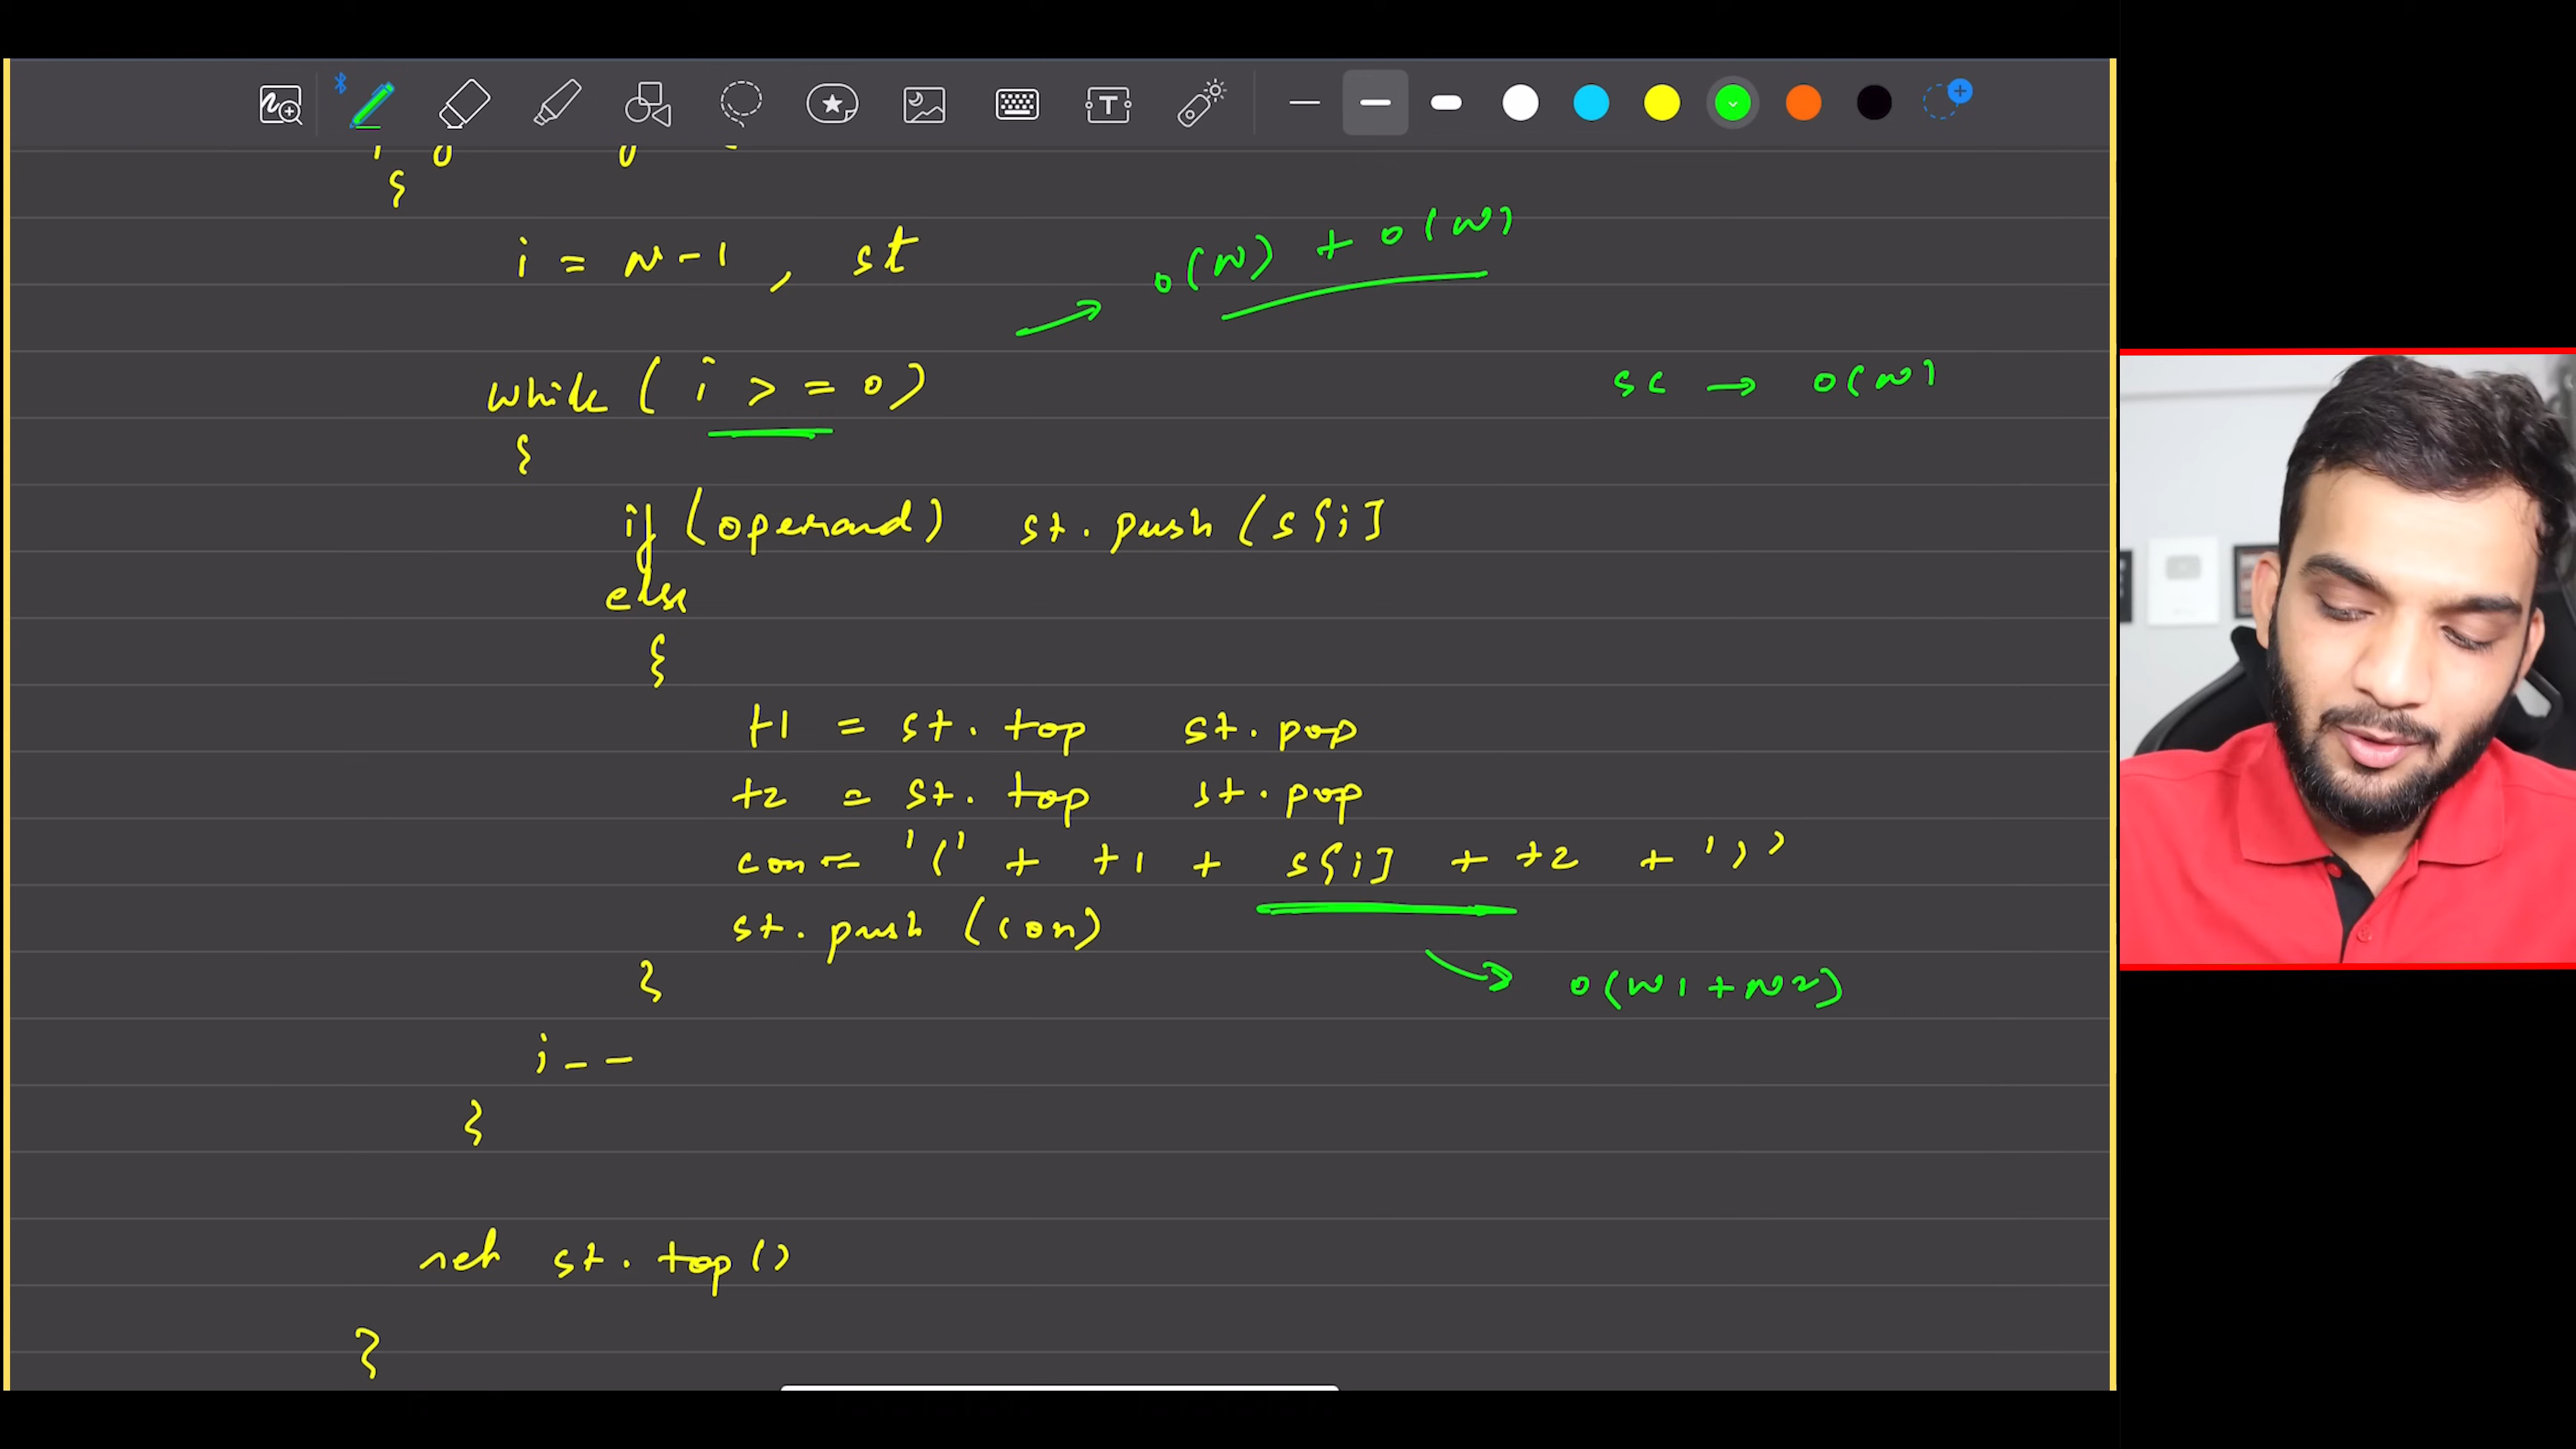 {
i = N-1 , st
O(N) + O(N)
while ( i >= 0)
SC → O(N)
{
if (operand) st.push(s[i]
else
{
t1 = st.top st.pop
t2 = st.top st.pop
con = '(' + t1 + s[i] + t2 + ')'
st.push (con)
→ O(N1+N2)
}
i--
}
ret st.top()
}